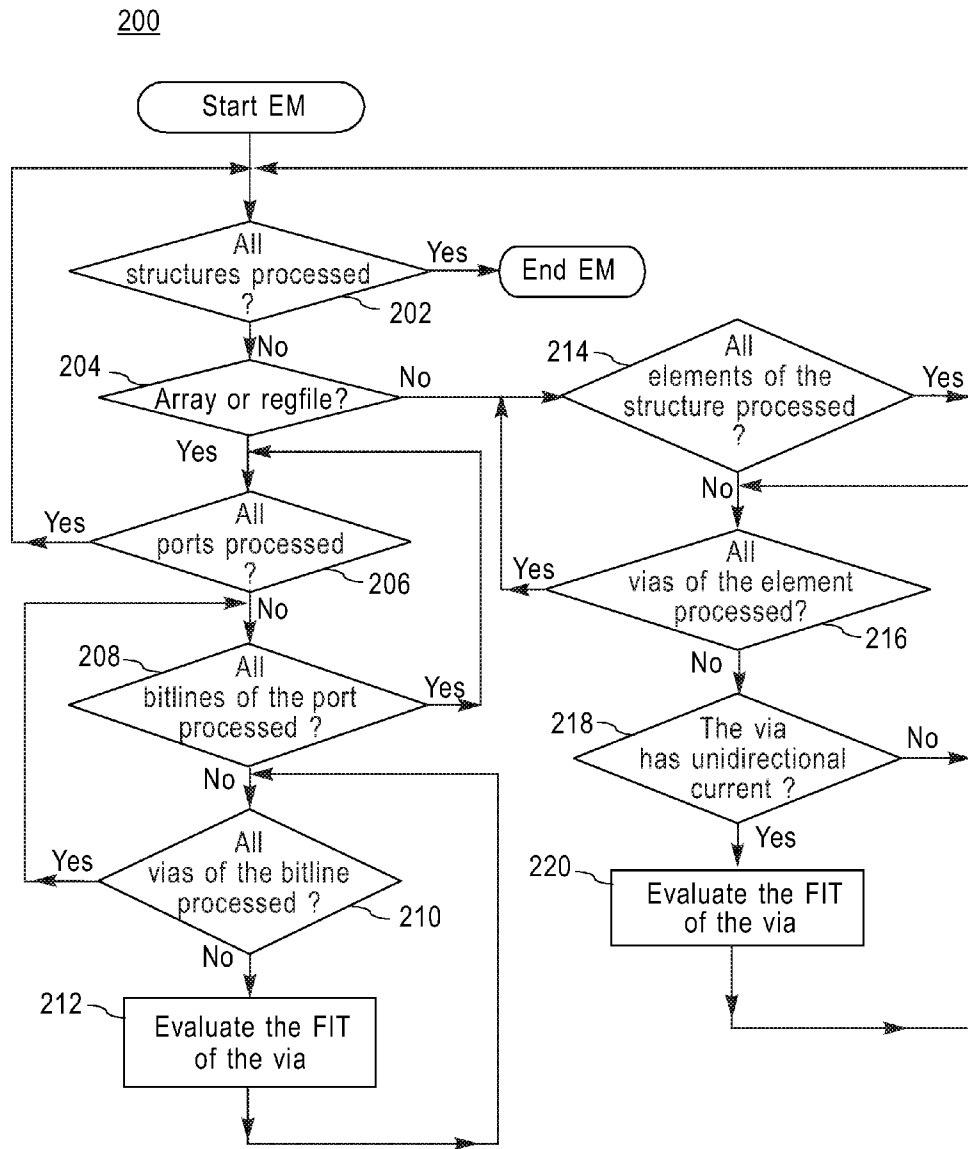 200
Start EM
All
structures processed
?
Yes
End EM
202
No
204
Array or regfile?
No
Yes
All
ports processed
?
Yes
206
No
208
All
bitlines of the port
processed ?
Yes
No
All
vias of the bitline
processed ?
Yes
210
No
212
Evaluate the FIT
of the via
214
All
elements of the
structure processed
?
Yes
No
All
vias of the element
processed?
Yes
216
No
218
The via
has unidirectional
current ?
No
Yes
220
Evaluate the FIT
of the via